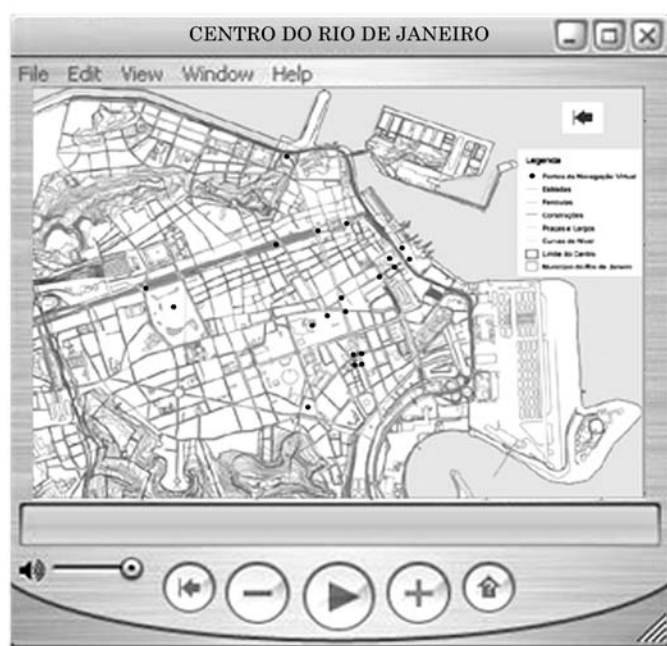 CENTRO DO RIO DE JANEIRO
File Edit View Window Help
Legenda
Pontos de Navegação Virtual
Estradas
Ferrovias
Construções
Praças e Largos
Curvas de Nível
Limite do Centro
Município do Rio de Janeiro